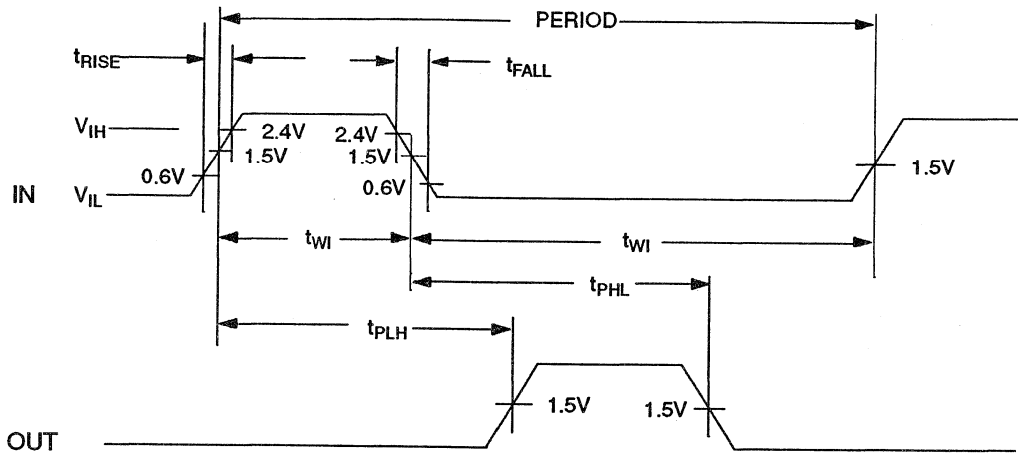 PERIOD
tRISE
tFALL
VIH
2.4V
2.4V
1.5V
1.5V
1.5V
0.6V
0.6V
IN
VIL
tWI
tWI
tPHL
tPLH
1.5V
1.5V
OUT